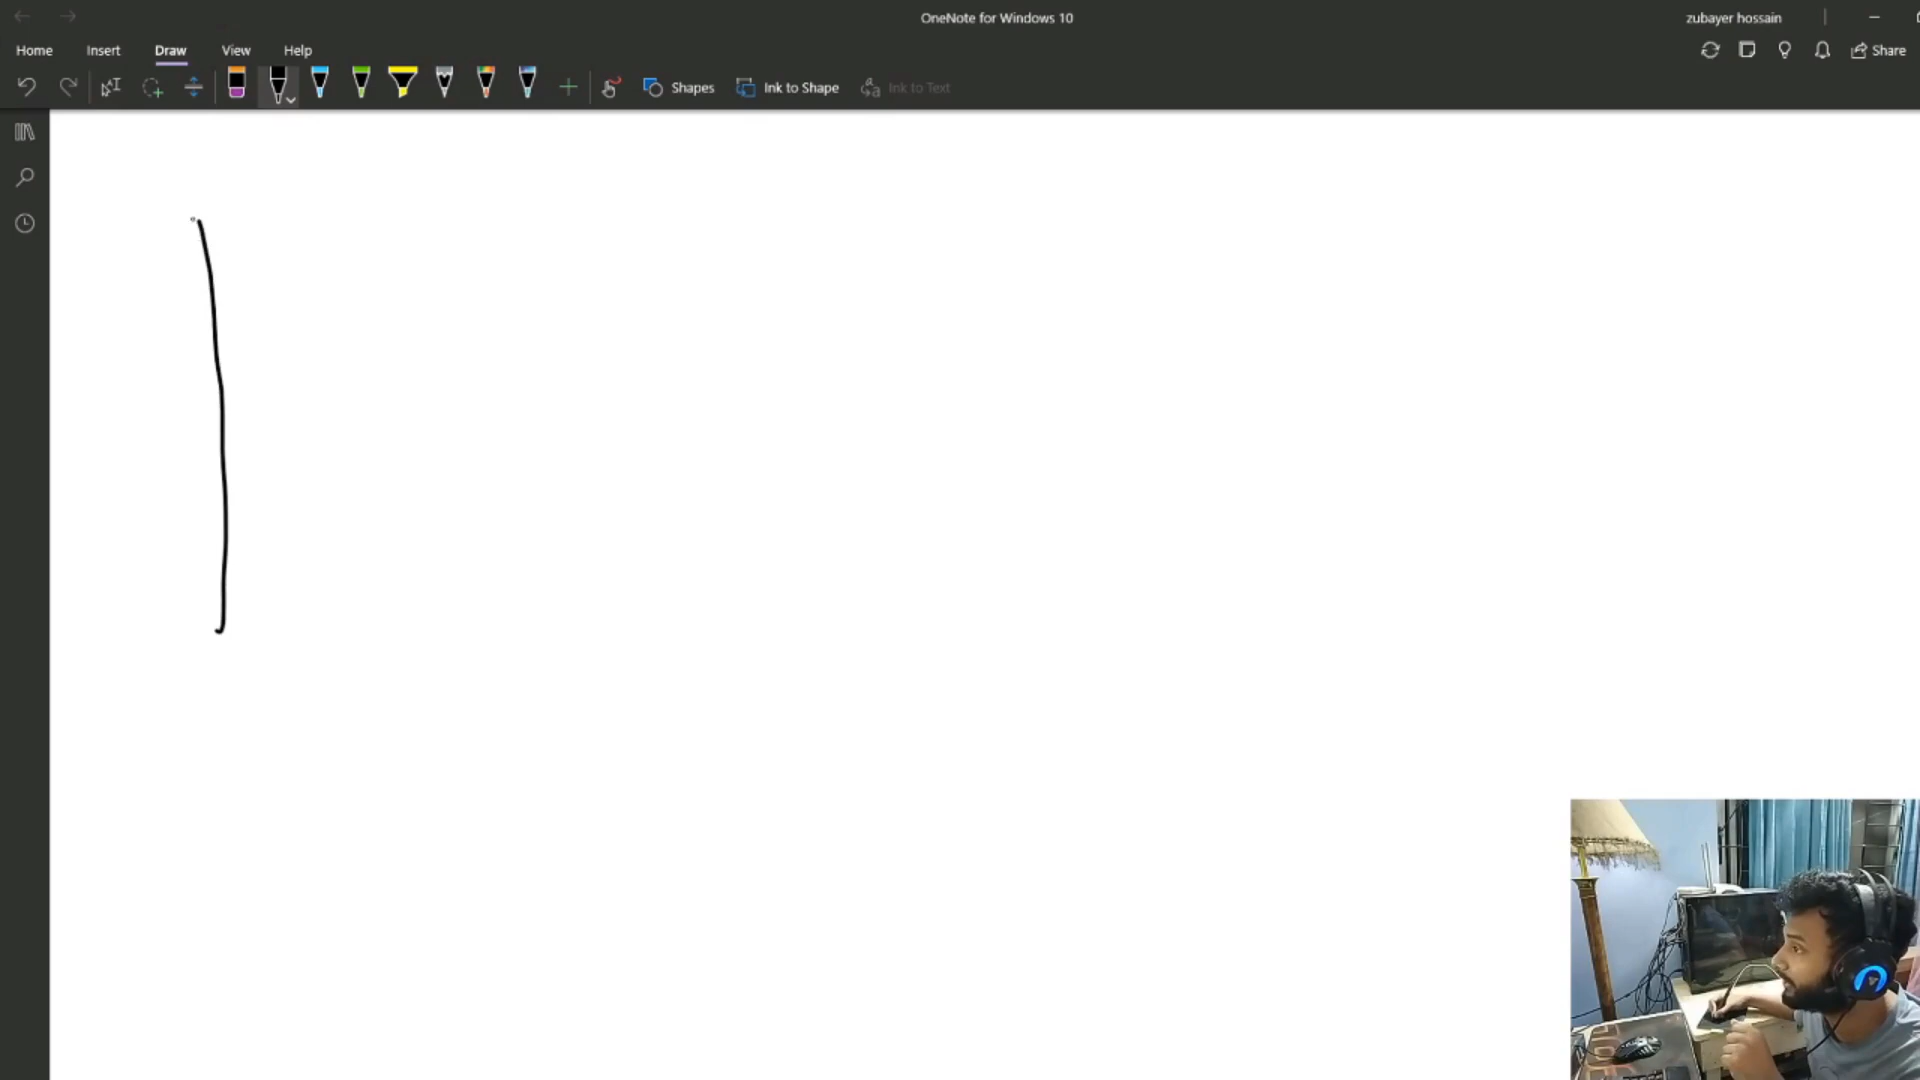 OneNote for Windows 10
zubayer hossain
Home Insert Draw View Help
Share
Shapes Ink to Shape Ink to Text